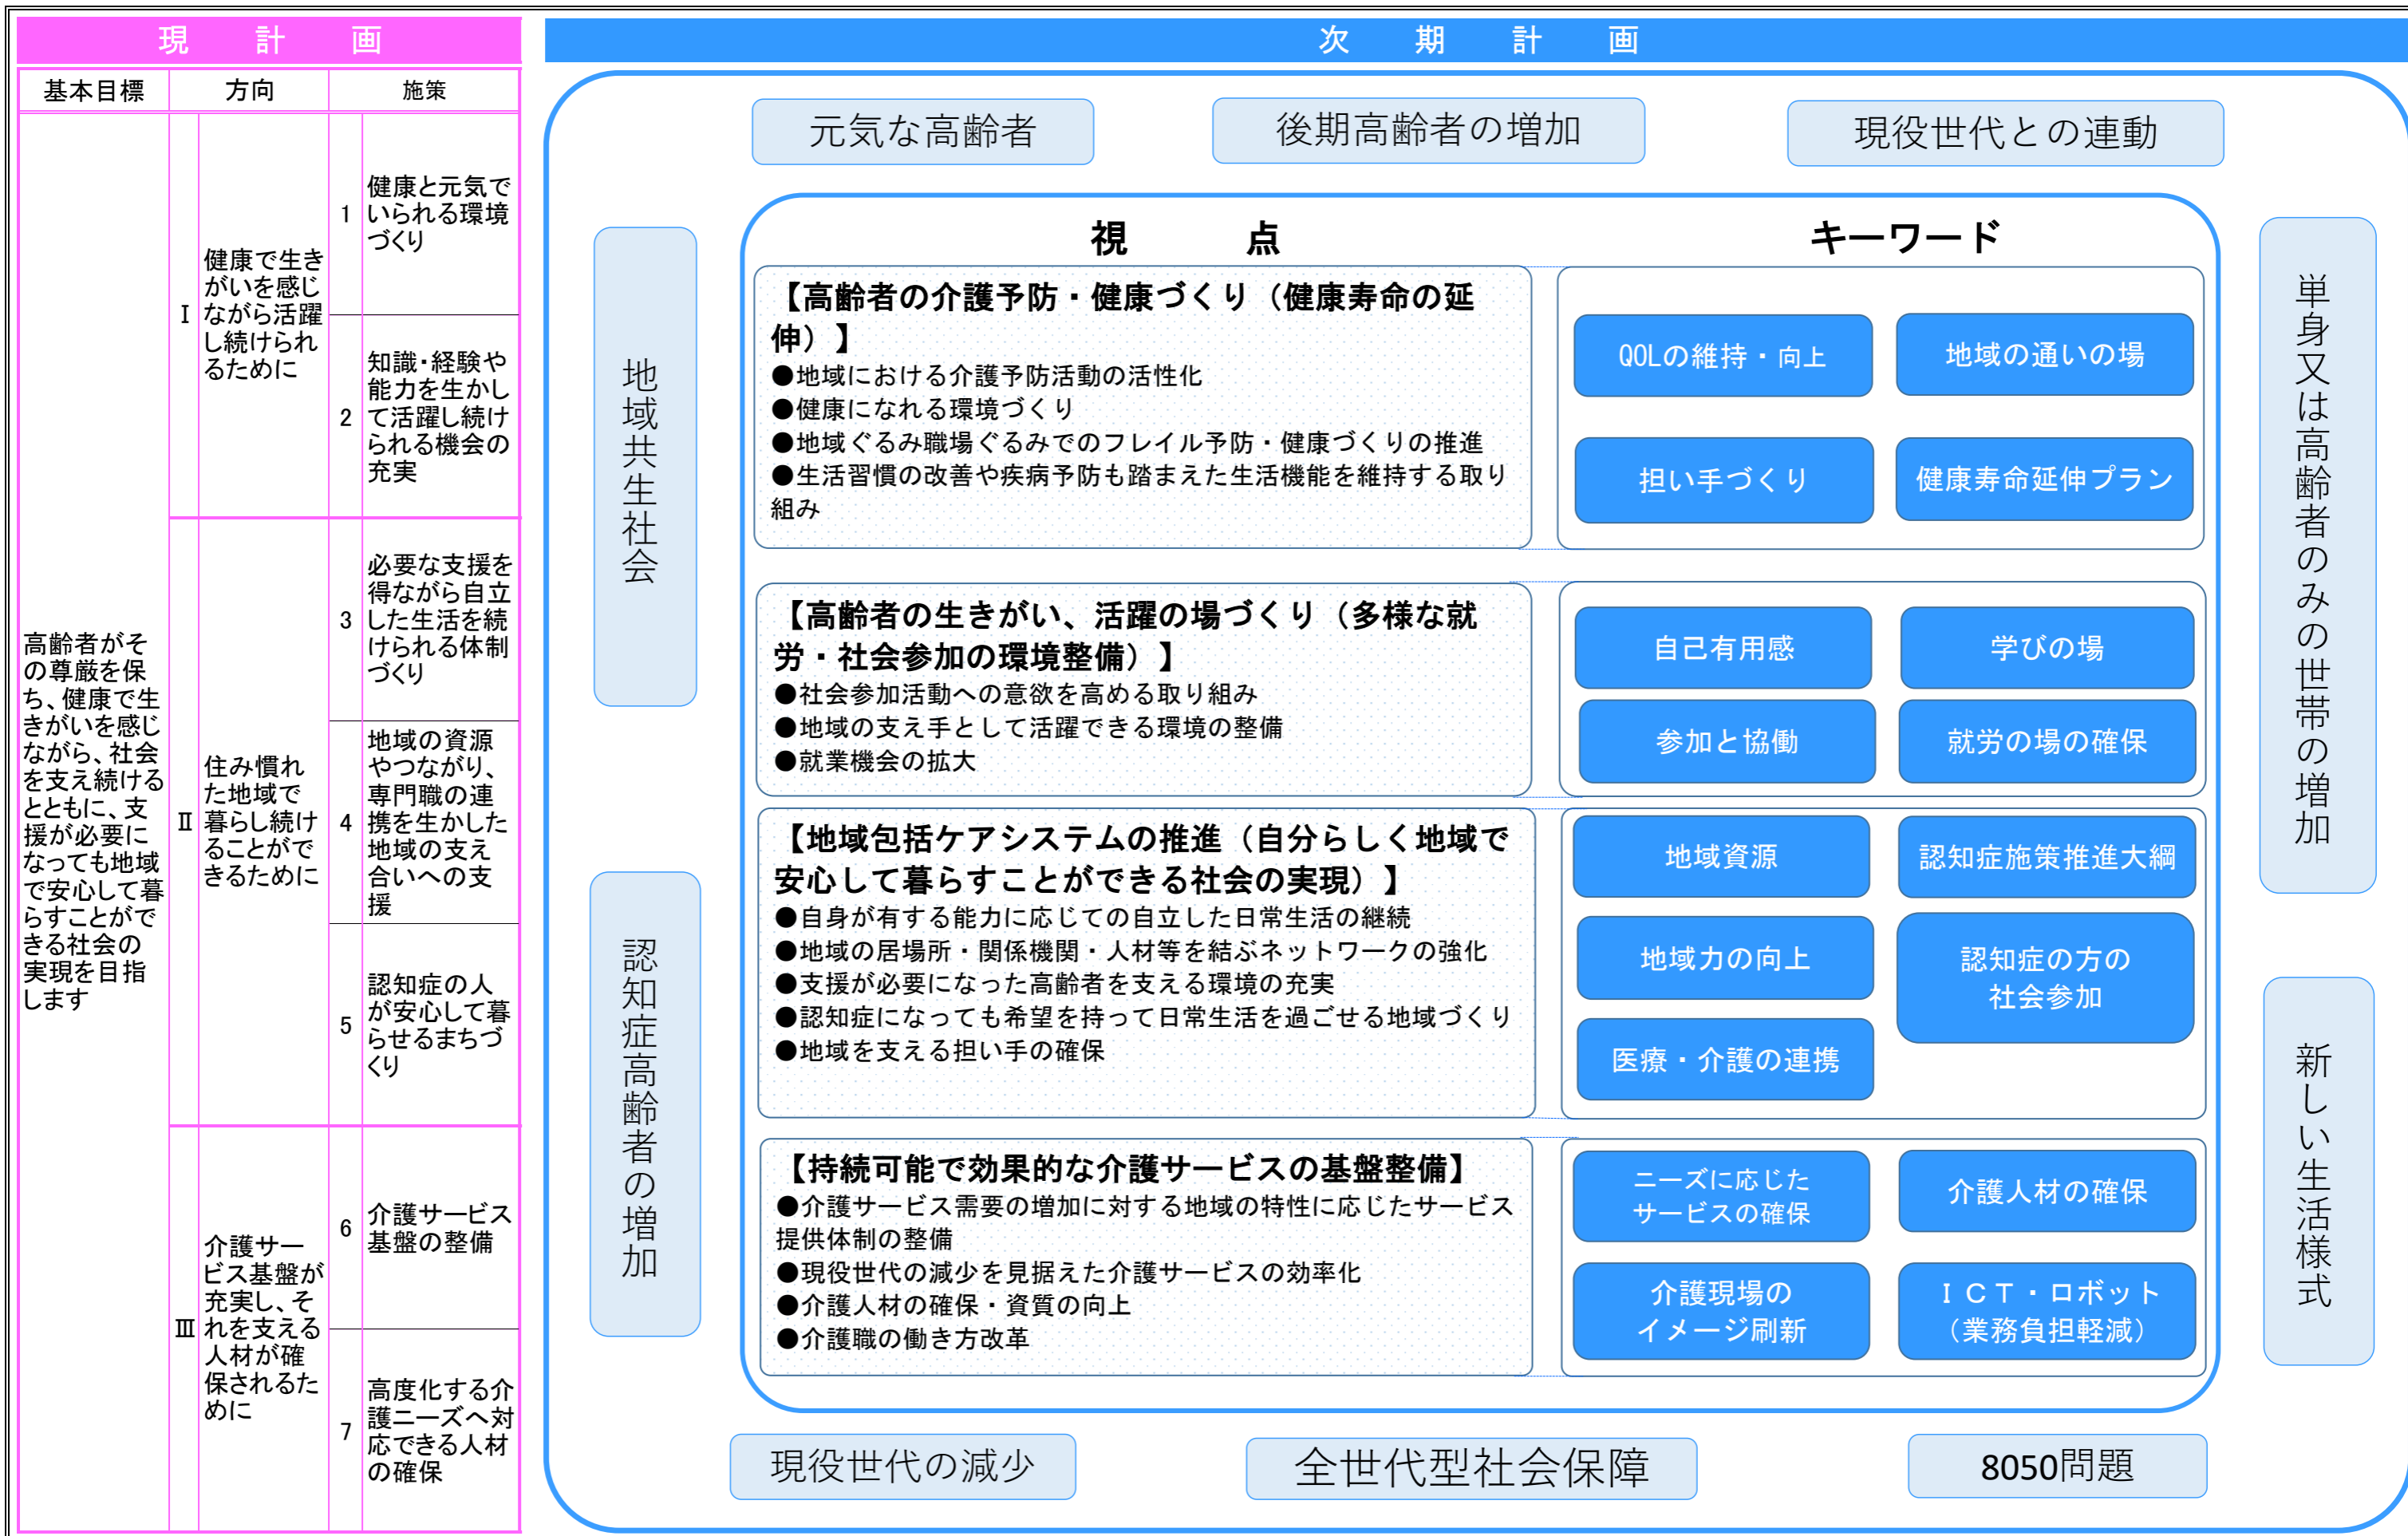 現　計　画
基本目標
方向
施策
高齢者がそ
の尊厳を保
ち、健康で生
きがいを感じ
ながら、社会
を支え続ける
とともに、支
援が必要に
なっても地域
で安心して暮
らすことがで
きる社会の
実現を目指
します
Ⅰ
健康で生き
がいを感じ
ながら活躍
し続けられ
るために
1
健康と元気で
いられる環境
づくり
2
知識・経験や
能力を生かし
て活躍し続け
られる機会の
充実
Ⅱ
住み慣れ
た地域で
暮らし続け
ることがで
きるために
3
必要な支援を
得ながら自立
した生活を続
けられる体制
づくり
4
地域の資源
やつながり、
専門職の連
携を生かした
地域の支え
合いへの支
援
5
認知症の人
が安心して暮
らせるまちづ
くり
Ⅲ
介護サー
ビス基盤が
充実し、そ
れを支える
人材が確
保されるた
めに
6
介護サービス
基盤の整備
7
高度化する介
護ニーズへ対
応できる人材
の確保
次　期　計　画
元気な高齢者
後期高齢者の増加
現役世代との連動
地域共生社会
認知症高齢者の増加
視　点
キーワード
【高齢者の介護予防・健康づくり（健康寿命の延
伸）】
●地域における介護予防活動の活性化
●健康になれる環境づくり
●地域ぐるみ職場ぐるみでのフレイル予防・健康づくりの推進
●生活習慣の改善や疾病予防も踏まえた生活機能を維持する取り
組み
QOLの維持・向上
地域の通いの場
担い手づくり
健康寿命延伸プラン
【高齢者の生きがい、活躍の場づくり（多様な就
労・社会参加の環境整備）】
●社会参加活動への意欲を高める取り組み
●地域の支え手として活躍できる環境の整備
●就業機会の拡大
自己有用感
学びの場
参加と協働
就労の場の確保
【地域包括ケアシステムの推進（自分らしく地域で
安心して暮らすことができる社会の実現）】
●自身が有する能力に応じての自立した日常生活の継続
●地域の居場所・関係機関・人材等を結ぶネットワークの強化
●支援が必要になった高齢者を支える環境の充実
●認知症になっても希望を持って日常生活を過ごせる地域づくり
●地域を支える担い手の確保
地域資源
認知症施策推進大綱
地域力の向上
認知症の方の
社会参加
医療・介護の連携
【持続可能で効果的な介護サービスの基盤整備】
●介護サービス需要の増加に対する地域の特性に応じたサービス
提供体制の整備
●現役世代の減少を見据えた介護サービスの効率化
●介護人材の確保・資質の向上
●介護職の働き方改革
ニーズに応じた
サービスの確保
介護人材の確保
介護現場の
イメージ刷新
ＩＣＴ・ロボット
（業務負担軽減）
単身又は高齢者のみの世帯の増加
新しい生活様式
現役世代の減少
全世代型社会保障
8050問題